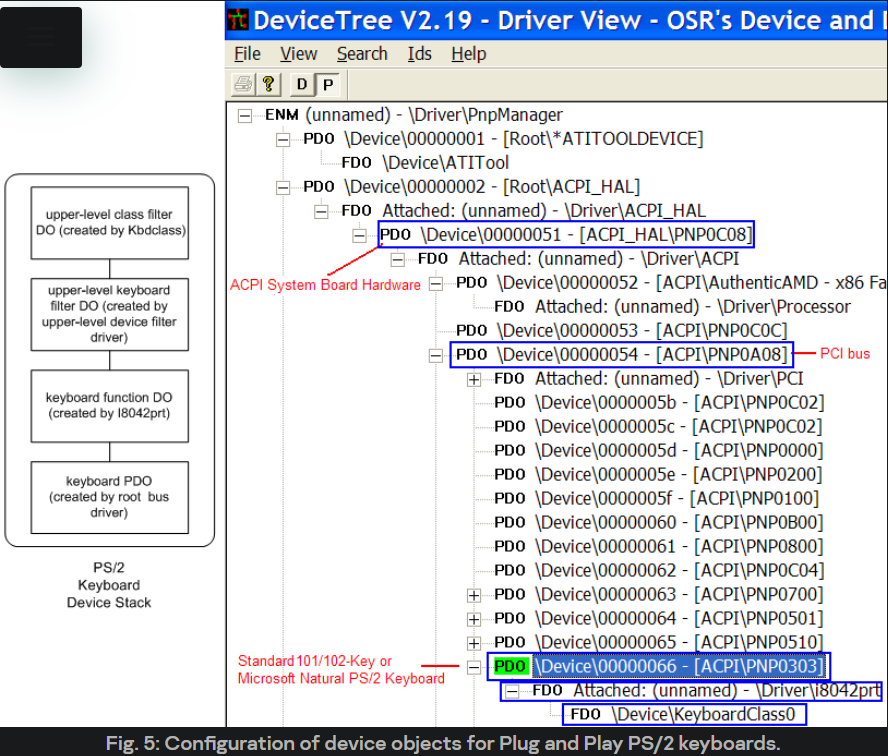 DeviceTree V2.19 - Driver View - OSR's Device and
File View Search Ids Help
D P
upper-level class filter
DO (created by Kbdclass)
upper-level keyboard
filter DO (created by
upper-level device filter
driver)
keyboard function DO
(created by I8042prt)
keyboard PDO
(created by root bus
driver)
PS/2
Keyboard
Device Stack
ENM (unnamed) - \Driver\PnpManager
PDO \Device\00000001 - [Root\*ATITOOLDEVICE]
FDO \Device\ATITool
PDO \Device\00000002 - [Root\ACPI_HAL]
FDO Attached: (unnamed) - \Driver\ACPI_HAL
PDO \Device\00000051 - [ACPI_HAL\PNP0C08]
FDO Attached: (unnamed) - \Driver\ACPI
ACPI System Board Hardware
PDO \Device\00000052 - [ACPI\AuthenticAMD - x86 Fa
FDO Attached: (unnamed) - \Driver\Processor
PDO \Device\00000053 - [ACPI\PNP0C0C]
PDO \Device\00000054 - [ACPI\PNP0A08]
PCI bus
FDO Attached: (unnamed) - \Driver\PCI
PDO \Device\0000005b - [ACPI\PNP0C02]
PDO \Device\0000005c - [ACPI\PNP0C02]
PDO \Device\0000005d - [ACPI\PNP0000]
PDO \Device\0000005e - [ACPI\PNP0200]
PDO \Device\0000005f - [ACPI\PNP0100]
PDO \Device\00000060 - [ACPI\PNP0B00]
PDO \Device\00000061 - [ACPI\PNP0800]
PDO \Device\00000062 - [ACPI\PNP0C04]
PDO \Device\00000063 - [ACPI\PNP0700]
PDO \Device\00000064 - [ACPI\PNP0501]
PDO \Device\00000065 - [ACPI\PNP0510]
Standard 101/102-Key or
Microsoft Natural PS/2 Keyboard
PDO \Device\00000066 - [ACPI\PNP0303]
FDO Attached: (unnamed) - \Driver\i8042prt
FDO \Device\KeyboardClass0
Fig. 5: Configuration of device objects for Plug and Play PS/2 keyboards.